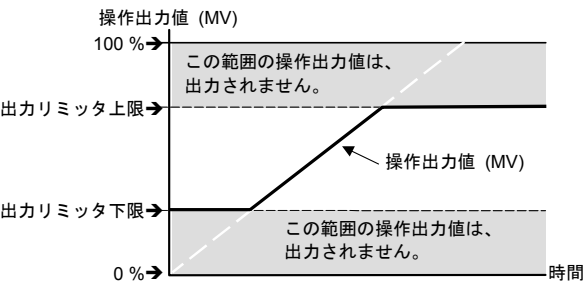 操作出力値 (MV)
100 %➔
この範囲の操作出力値は、
出力されません。
出力リミッタ上限➔
操作出力値 (MV)
出力リミッタ下限➔
この範囲の操作出力値は、
出力されません。
0 %➔
時間